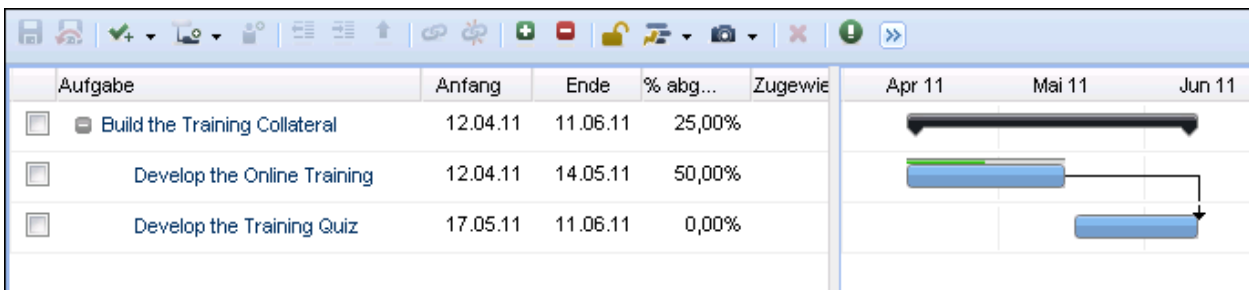 Aufgabe Anfang Ende % abg... Zugewie Apr 11 Mai 11 Jun 11
Build the Training Collateral 12.04.11 11.06.11 25,00%
Develop the Online Training 12.04.11 14.05.11 50,00%
Develop the Training Quiz 17.05.11 11.06.11 0,00%